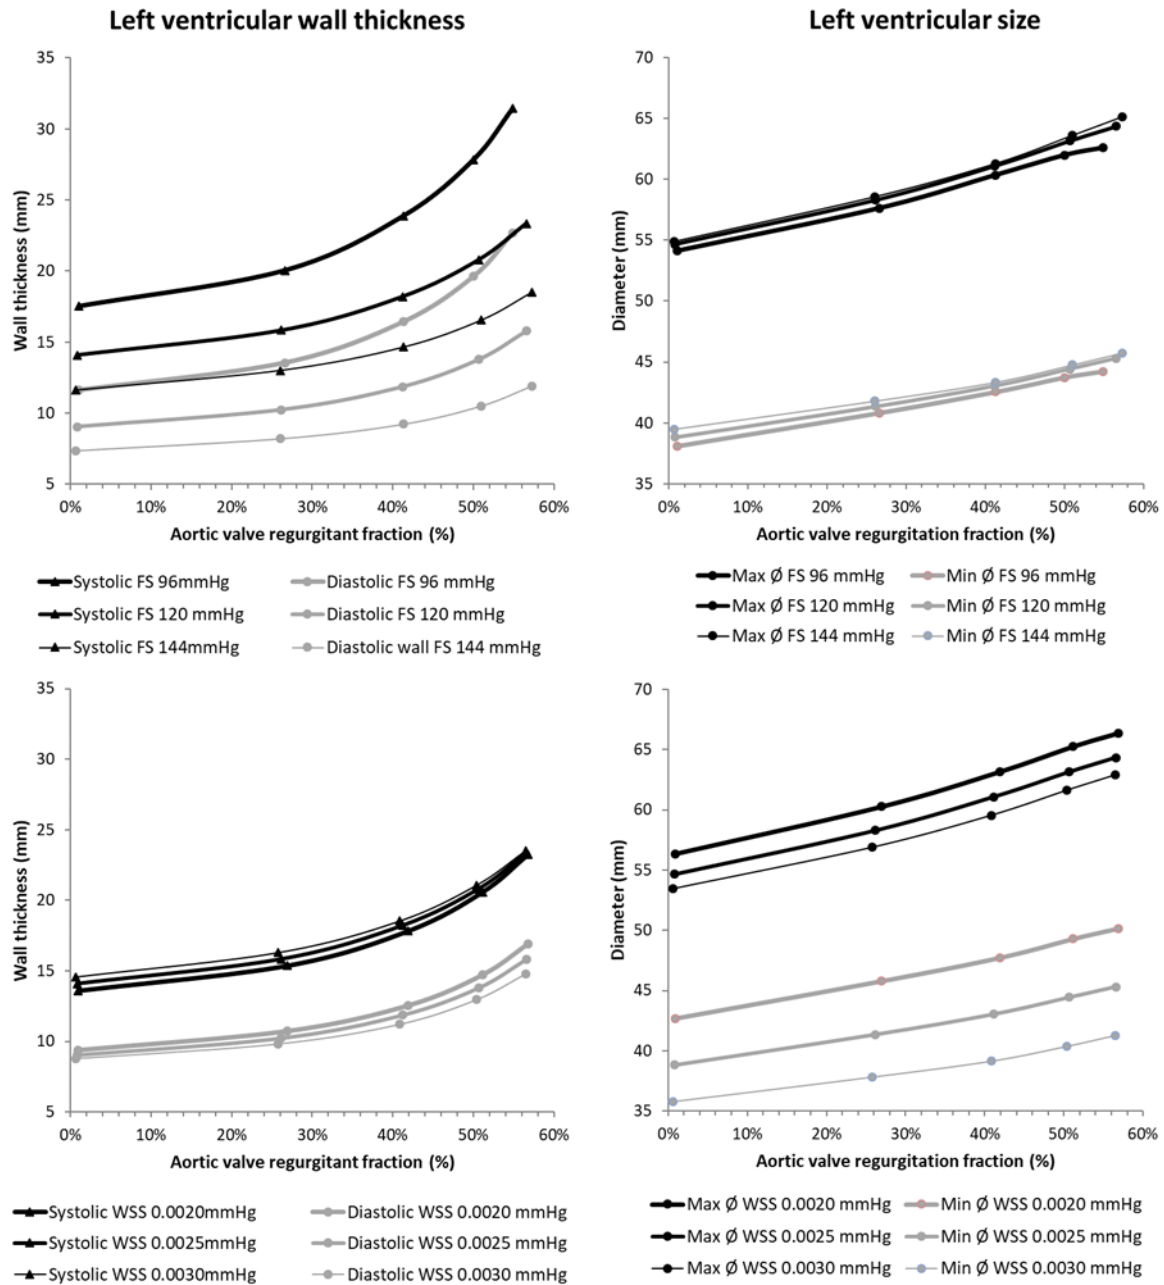 Left ventricular wall thickness
Left ventricular size
35
30
25
20
15
10
5
Wall thickness (mm)
0% 10% 20% 30% 40% 50% 60%
Aortic valve regurgitant fraction (%)
Systolic FS 96mmHg Diastolic FS 96 mmHg
Systolic FS 120 mmHg Diastolic FS 120 mmHg
Systolic FS 144mmHg Diastolic wall FS 144 mmHg
70
65
60
55
50
45
40
35
Diameter (mm)
0% 10% 20% 30% 40% 50% 60%
Aortic valve regurgitation fraction (%)
Max Ø FS 96 mmHg Min Ø FS 96 mmHg
Max Ø FS 120 mmHg Min Ø FS 120 mmHg
Max Ø FS 144 mmHg Min Ø FS 144 mmHg
35
30
25
20
15
10
5
Wall thickness (mm)
0% 10% 20% 30% 40% 50% 60%
Aortic valve regurgitant fraction (%)
Systolic WSS 0.0020mmHg Diastolic WSS 0.0020 mmHg
Systolic WSS 0.0025mmHg Diastolic WSS 0.0025 mmHg
Systolic WSS 0.0030mmHg Diastolic WSS 0.0030 mmHg
70
65
60
55
50
45
40
35
Diameter (mm)
0% 10% 20% 30% 40% 50% 60%
Aortic valve regurgitation fraction (%)
Max Ø WSS 0.0020 mmHg Min Ø WSS 0.0020 mmHg
Max Ø WSS 0.0025 mmHg Min Ø WSS 0.0025 mmHg
Max Ø WSS 0.0030 mmHg Min Ø WSS 0.0030 mmHg